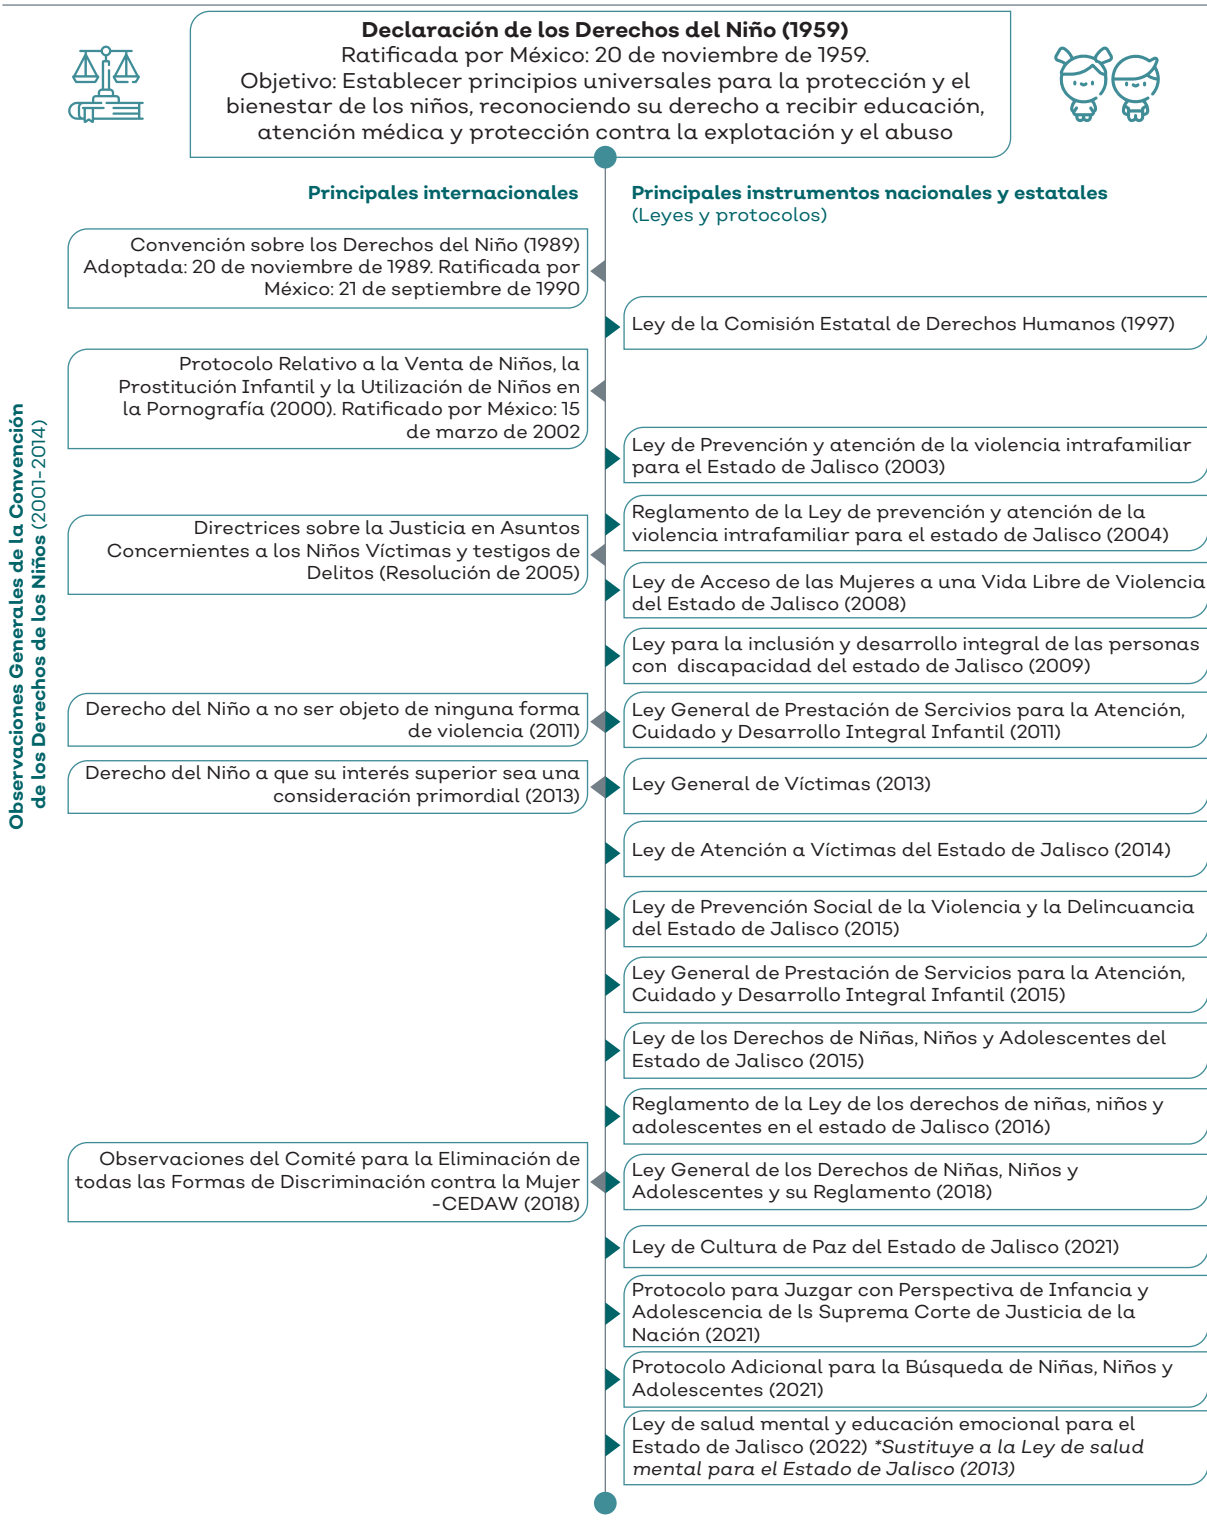 Declaración de los Derechos del Niño (1959)
Ratificada por México: 20 de noviembre de 1959.
Objetivo: Establecer principios universales para la protección y el
bienestar de los niños, reconociendo su derecho a recibir educación,
atención médica y protección contra la explotación y el abuso
Principales internacionales
Principales instrumentos nacionales y estatales
(Leyes y protocolos)
Observaciones Generales de la Convención
de los Derechos de los Niños (2001-2014)
Convención sobre los Derechos del Niño (1989)
Adoptada: 20 de noviembre de 1989. Ratificada por
México: 21 de septiembre de 1990
Ley de la Comisión Estatal de Derechos Humanos (1997)
Protocolo Relativo a la Venta de Niños, la
Prostitución Infantil y la Utilización de Niños en
la Pornografía (2000). Ratificado por México: 15
de marzo de 2002
Ley de Prevención y atención de la violencia intrafamiliar
para el Estado de Jalisco (2003)
Reglamento de la Ley de prevención y atención de la
violencia intrafamiliar para el estado de Jalisco (2004)
Directrices sobre la Justicia en Asuntos
Concernientes a los Niños Víctimas y testigos de
Delitos (Resolución de 2005)
Ley de Acceso de las Mujeres a una Vida Libre de Violencia
del Estado de Jalisco (2008)
Ley para la inclusión y desarrollo integral de las personas
con discapacidad del estado de Jalisco (2009)
Derecho del Niño a no ser objeto de ninguna forma
de violencia (2011)
Ley General de Prestación de Sercivios para la Atención,
Cuidado y Desarrollo Integral Infantil (2011)
Derecho del Niño a que su interés superior sea una
consideración primordial (2013)
Ley General de Víctimas (2013)
Ley de Atención a Víctimas del Estado de Jalisco (2014)
Ley de Prevención Social de la Violencia y la Delincuancia
del Estado de Jalisco (2015)
Ley General de Prestación de Servicios para la Atención,
Cuidado y Desarrollo Integral Infantil (2015)
Ley de los Derechos de Niñas, Niños y Adolescentes del
Estado de Jalisco (2015)
Reglamento de la Ley de los derechos de niñas, niños y
adolescentes en el estado de Jalisco (2016)
Observaciones del Comité para la Eliminación de
todas las Formas de Discriminación contra la Mujer
-CEDAW (2018)
Ley General de los Derechos de Niñas, Niños y
Adolescentes y su Reglamento (2018)
Ley de Cultura de Paz del Estado de Jalisco (2021)
Protocolo para Juzgar con Perspectiva de Infancia y
Adolescencia de ls Suprema Corte de Justicia de la
Nación (2021)
Protocolo Adicional para la Búsqueda de Niñas, Niños y
Adolescentes (2021)
Ley de salud mental y educación emocional para el
Estado de Jalisco (2022) *Sustituye a la Ley de salud
mental para el Estado de Jalisco (2013)